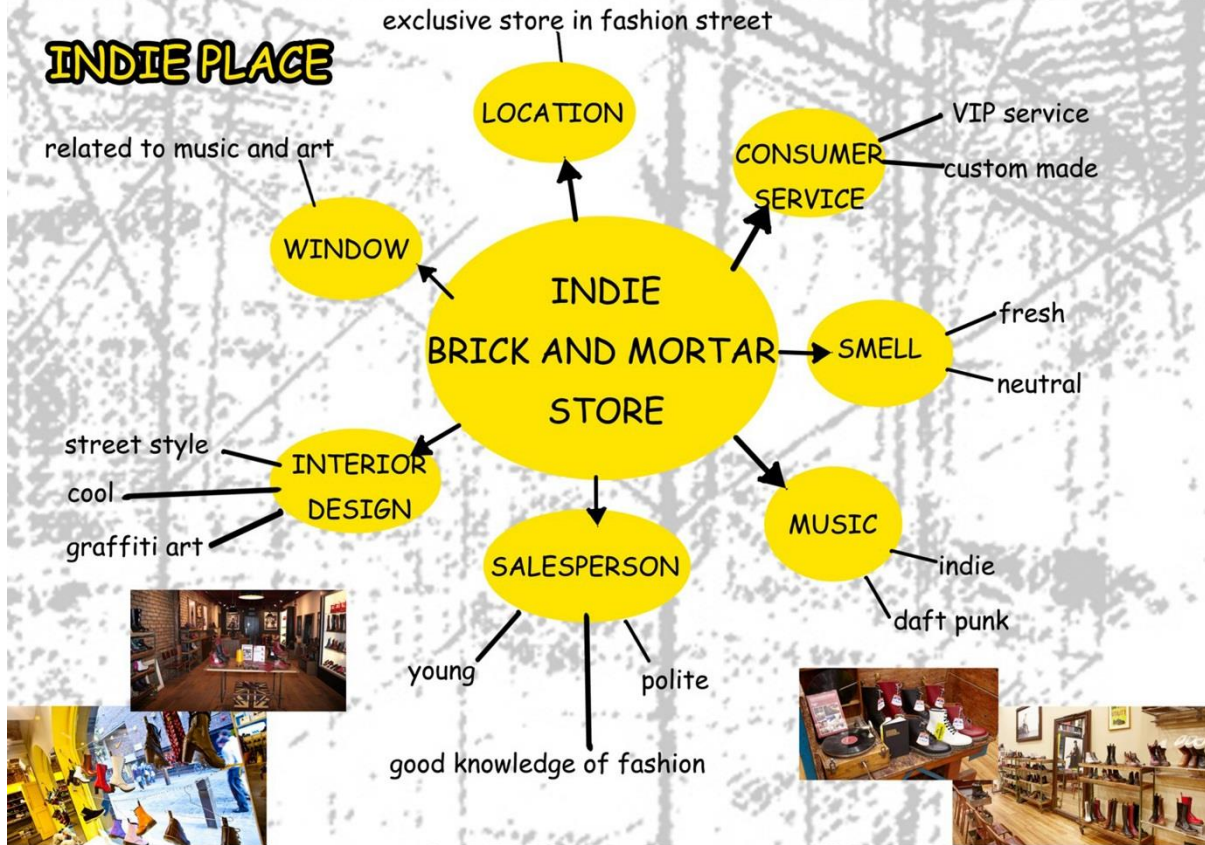 INDIE PLACE
exclusive store in fashion street
LOCATION
VIP service
CONSUMER
SERVICE
custom made
related to music and art
WINDOW
INDIE
BRICK AND MORTAR
STORE
SMELL
fresh
neutral
street style
cool
graffiti art
INTERIOR
DESIGN
MUSIC
indie
daft punk
SALESPERSON
young
polite
good knowledge of fashion